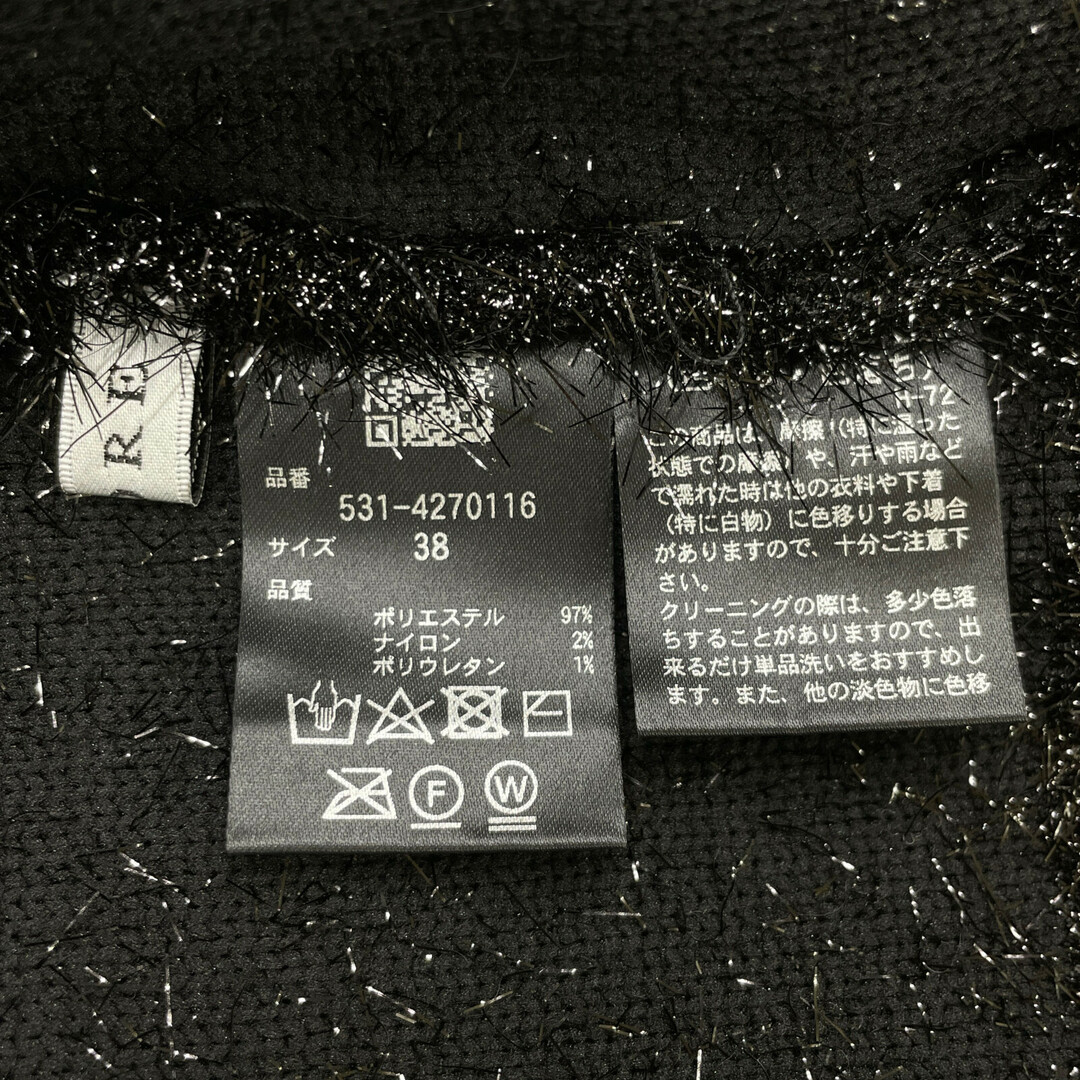 RE
品番
531-4270116
サイズ 38
品質
ポリエステル 97%
ナイロン 2%
ポリウレタン 1%
F W
-72
この商品は、摩擦（特に湿った
状態での摩擦）や、汗や雨など
で濡れた時は他の衣料や下着
（特に白物）に色移りする場合
がありますので、十分ご注意下
さい。
クリーニングの際は、多少色落
ちすることがありますので、出
来るだけ単品洗いをおすすめし
ます。また、他の淡色物に色移